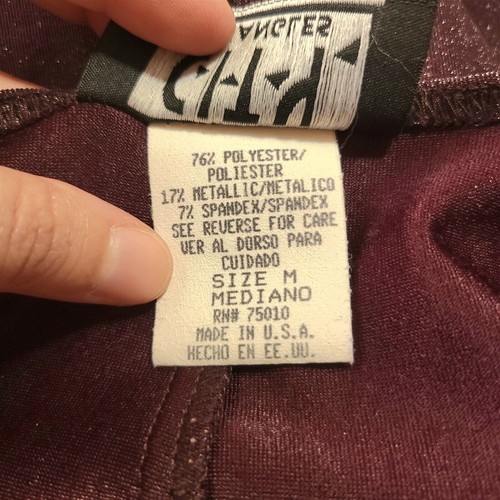 ANGLES
CITY
76% POLYESTER/
POLIESTER
17% METALLIC/METALICO
7% SPANDEX/SPANDEX
SEE REVERSE FOR CARE
VER AL DORSO PARA
CUIDADO
SIZE M
MEDIANO
RN# 75010
MADE IN U.S.A.
HECHO EN EE.UU.